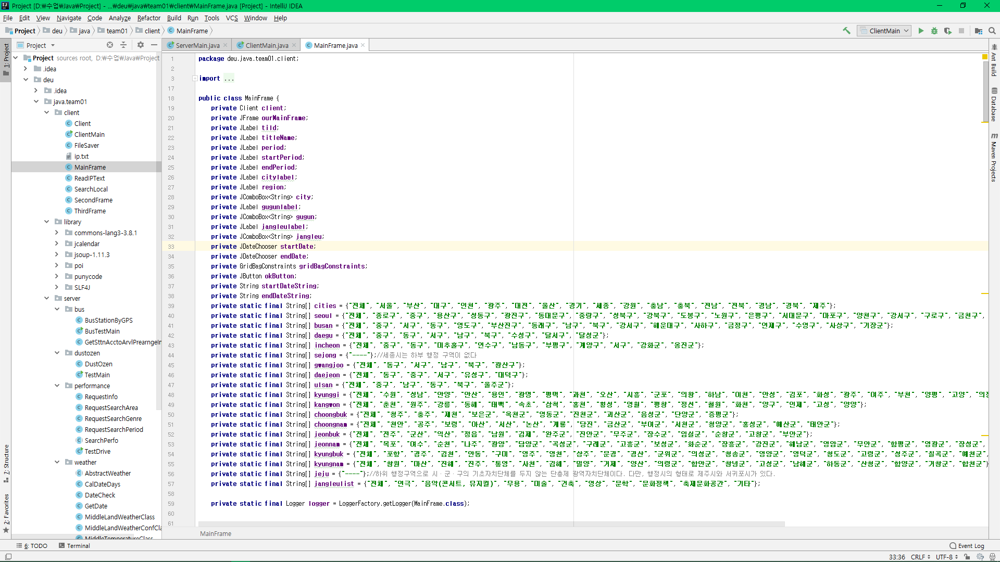 Project [D:₩수업₩Java₩Project] - ...₩deu₩java₩team01₩client₩MainFrame.java [Project] - IntelliJ IDEA
File Edit View Navigate Code Analyze Refactor Build Run Tools VCS Window Help
Project deu java team01 client MainFrame ClientMain
Project ServerMain.java ClientMain.java MainFrame.java
1: Project
7: Structure
2: Favorites
Project sources root, D:₩수업₩Java₩Project
.idea
deu
.idea
java.team01
client
Client
ClientMain
FileSaver
ip.txt
MainFrame
ReadIPText
SearchLocal
SecondFrame
ThirdFrame
library
commons-lang3-3.8.1
jcalendar
jsoup-1.11.3
poi
punycode
SLF4J
server
bus
BusStationByGPS
BusTestMain
GetSttnAcctoArvlPrearngeIn
dustozen
DustOzen
TestMain
performance
RequestInfo
RequestSearchArea
RequestSearchGenre
RequestSearchPeriod
SearchPerfo
TestDrive
weather
AbstractWeather
CalDateDays
DateCheck
GetDate
MiddleLandWeatherClass
MiddleLandWeatherConfCla
MiddleTemperatureClass
1 package deu.java.team01.client;
2
3 import ...
17
18 public class MainFrame {
19 private Client client;
20 private JFrame ourMainFrame;
21 private JLabel tild;
22 private JLabel titleName;
23 private JLabel period;
24 private JLabel startPeriod;
25 private JLabel endPeriod;
26 private JLabel citylabel;
27 private JLabel region;
28 private JComboBox<String> city;
29 private JLabel gugunlabel;
30 private JComboBox<String> gugun;
31 private JLabel jangleulabel;
32 private JComboBox<String> jangleu;
33 private JDateChooser startDate;
34 private JDateChooser endDate;
35 private GridBagConstraints gridBagConstraints;
36 private JButton okButton;
37 private String startDateString;
38 private String endDateString;
39 private static final String[] cities = {"전체", "서울", "부산", "대구", "인천", "광주", "대전", "울산", "경기", "세종", "강원", "충남", "충북", "전남", "전북", "경남", "경북", "제주"};
40 private static final String[] seoul = {"전체", "종로구", "중구", "용산구", "성동구", "광진구", "동대문구", "중랑구", "성북구", "강북구", "도봉구", "노원구", "은평구", "서대문구", "마포구", "양천구", "강서구", "구로구", "금천구",
41 private static final String[] busan = {"전체", "중구", "서구", "동구", "영도구", "부산진구", "동래구", "남구", "북구", "강서구", "해운대구", "사하구", "금정구", "연제구", "수영구", "사상구", "기장군"};
42 private static final String[] daegu = {"전체", "중구", "동구", "서구", "남구", "북구", "수성구", "달서구", "달성군"};
43 private static final String[] incheon = {"전체", "중구", "동구", "미추홀구", "연수구", "남동구", "부평구", "계양구", "서구", "강화군", "옹진군"};
44 private static final String[] sejong = {"----"};//세종시는 하부 행정 구역이 없다
45 private static final String[] gwangjoo = {"전체", "동구", "서구", "남구", "북구", "광산구"};
46 private static final String[] daejeon = {"전체", "동구", "중구", "서구", "유성구", "대덕구"};
47 private static final String[] ulsan = {"전체", "중구", "남구", "동구", "북구", "울주군"};
48 private static final String[] kyunggi = {"전체", "수원", "성남", "안양", "안산", "용인", "광명", "평택", "과천", "오산", "시흥", "군포", "의왕", "하남", "이천", "안성", "김포", "화성", "광주", "여주", "부천", "양평", "고양", "의정
49 private static final String[] kangwon = {"전체", "춘천", "원주", "강릉", "동해", "태백", "속초", "삼척", "홍천", "횡성", "영월", "평창", "정선", "철원", "화천", "양구", "인제", "고성", "양양"};
50 private static final String[] choongbuk = {"전체", "청주", "충주", "제천", "보은군", "옥천군", "영동군", "진천군", "괴산군", "음성군", "단양군", "증평군"};
51 private static final String[] choongnam = {"전체", "천안", "공주", "보령", "아산", "서산", "논산", "계룡", "당진", "금산군", "부여군", "서천군", "청양군", "홍성군", "예산군", "태안군"};
52 private static final String[] jeonbuk = {"전체", "전주", "군산", "익산", "정읍", "남원", "김제", "완주군", "진안군", "무주군", "장수군", "임실군", "순창군", "고창군", "부안군"};
53 private static final String[] jeonnam = {"전체", "목포", "여수", "순천", "나주", "광양", "담양군", "곡성군", "구례군", "고흥군", "보성군", "화순군", "장흥군", "강진군", "해남군", "영암군", "무안군", "함평군", "영광군", "장성군",
54 private static final String[] kyungbuk = {"전체", "포항", "경주", "김천", "안동", "구미", "영주", "영천", "상주", "문경", "경산", "군위군", "의성군", "청송군", "영양군", "영덕군", "청도군", "고령군", "성주군", "칠곡군", "예천군",
55 private static final String[] kyungnam = {"전체", "창원", "마산", "진해", "진주", "통영", "사천", "김해", "밀양", "거제", "양산", "의령군", "함안군", "창녕군", "고성군", "남해군", "하동군", "산청군", "함양군", "거창군", "합천군"}
56 private static final String[] jeju = {"----"};//하위 행정구역으로 시·군·구의 기초자치단체를 두지 않는 단층제 광역자치단체이다. 다만, 행정시의 형태로 제주시와 서귀포시가 있다.
57 private static final String[] jangleulist = {"전체", "연극", "음악(콘서트, 뮤지컬)", "무용", "미술", "건축", "영상", "문학", "문화정책", "축제문화공간", "기타"};
58
59 private static final Logger logger = LoggerFactory.getLogger(MainFrame.class);
60
61
MainFrame
Ant Build
Database
Maven Projects
6: TODO Terminal Event Log
33:36 CRLF UTF-8